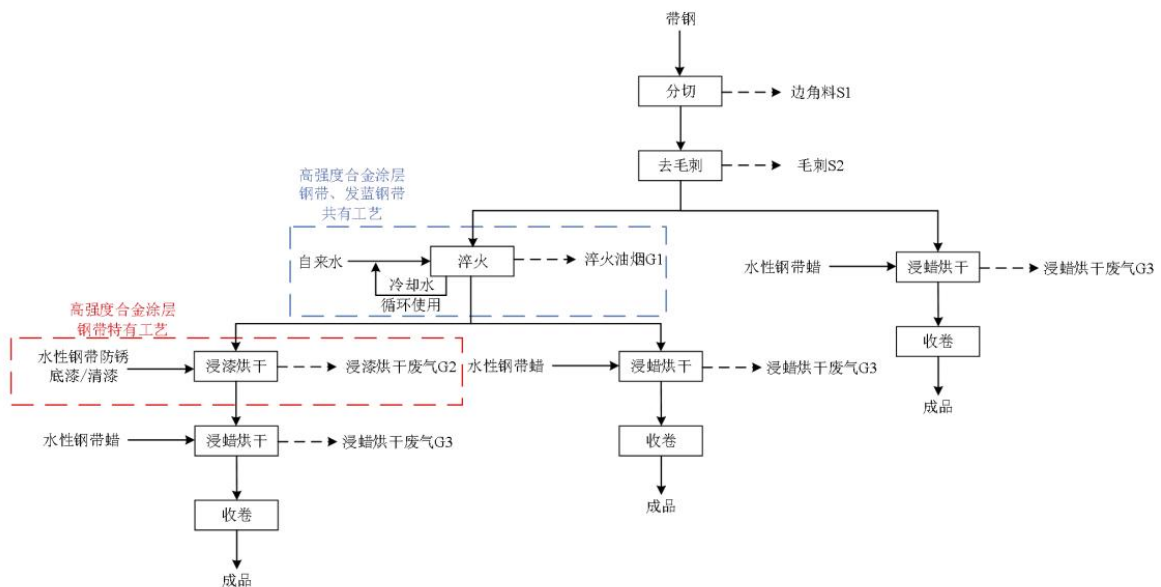 带钢
分切
边角料S1
去毛刺
毛刺S2
高强度合金涂层
钢带、发蓝钢带
共有工艺
自来水
淬火
淬火油烟G1
冷却水
循环使用
水性钢带蜡
浸蜡烘干
浸蜡烘干废气G3
收卷
成品
高强度合金涂层
钢带特有工艺
水性钢带防锈
底漆/清漆
浸漆烘干
浸漆烘干废气G2
水性钢带蜡
浸蜡烘干
浸蜡烘干废气G3
收卷
成品
水性钢带蜡
浸蜡烘干
浸蜡烘干废气G3
收卷
成品